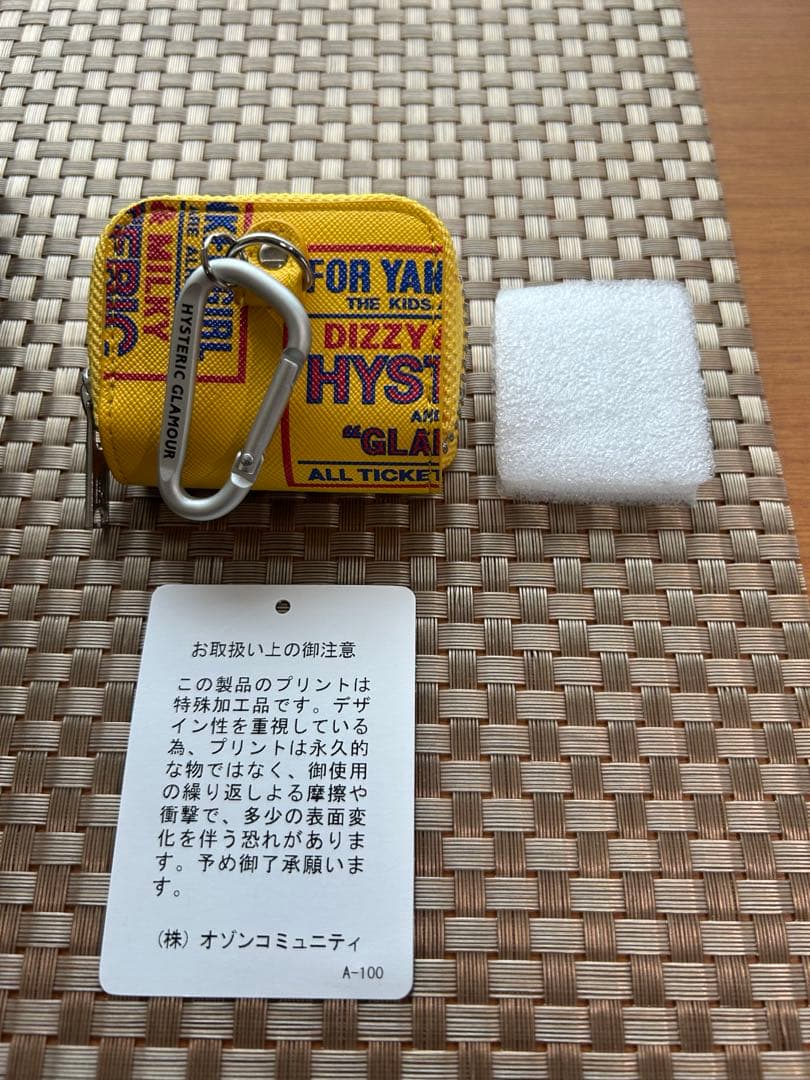 GIRL
MILKY
FOR YAN
THE KIDS
DIZZY
HYST
AND
"GLA
ALL TICKET
HYSTERIC GLAMOUR
お取扱い上の御注意
この製品のプリントは
特殊加工品です。デザ
イン性を重視している
為、プリントは永久的
な物ではなく、御使用
の繰り返しよる摩擦や
衝撃で、多少の表面変
化を伴う恐れがありま
す。予め御了承願いま
す。
(株) オゾンコミュニティ
A-100